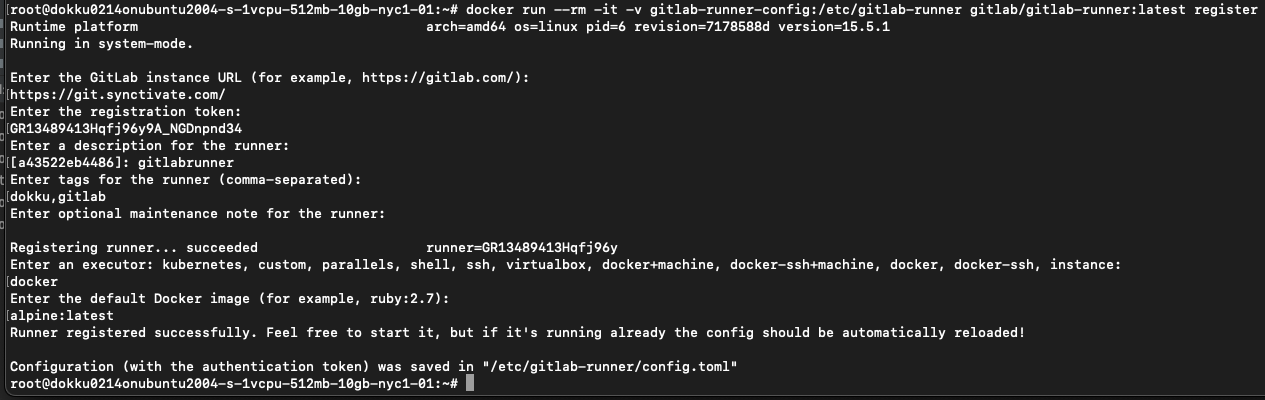 [root@dokku0214onubuntu2004-s-1vcpu-512mb-10gb-nyc1-01:~# docker run --rm -it -v gitlab-runner-config:/etc/gitlab-runner gitlab/gitlab-runner:latest register
Runtime platform                                    arch=amd64 os=linux pid=6 revision=7178588d version=15.5.1
Running in system-mode.

Enter the GitLab instance URL (for example, https://gitlab.com/):
[https://git.synctivate.com/
Enter the registration token:
[GR13489413Hqfj96y9A_NGDnpnd34
Enter a description for the runner:
[[a43522eb4486]: gitlabrunner
Enter tags for the runner (comma-separated):
[dokku,gitlab
Enter optional maintenance note for the runner:

Registering runner... succeeded                     runner=GR13489413Hqfj96y
Enter an executor: kubernetes, custom, parallels, shell, ssh, virtualbox, docker+machine, docker-ssh+machine, docker, docker-ssh, instance:
[docker
Enter the default Docker image (for example, ruby:2.7):
[alpine:latest
Runner registered successfully. Feel free to start it, but if it's running already the config should be automatically reloaded!

Configuration (with the authentication token) was saved in "/etc/gitlab-runner/config.toml"
root@dokku0214onubuntu2004-s-1vcpu-512mb-10gb-nyc1-01:~#